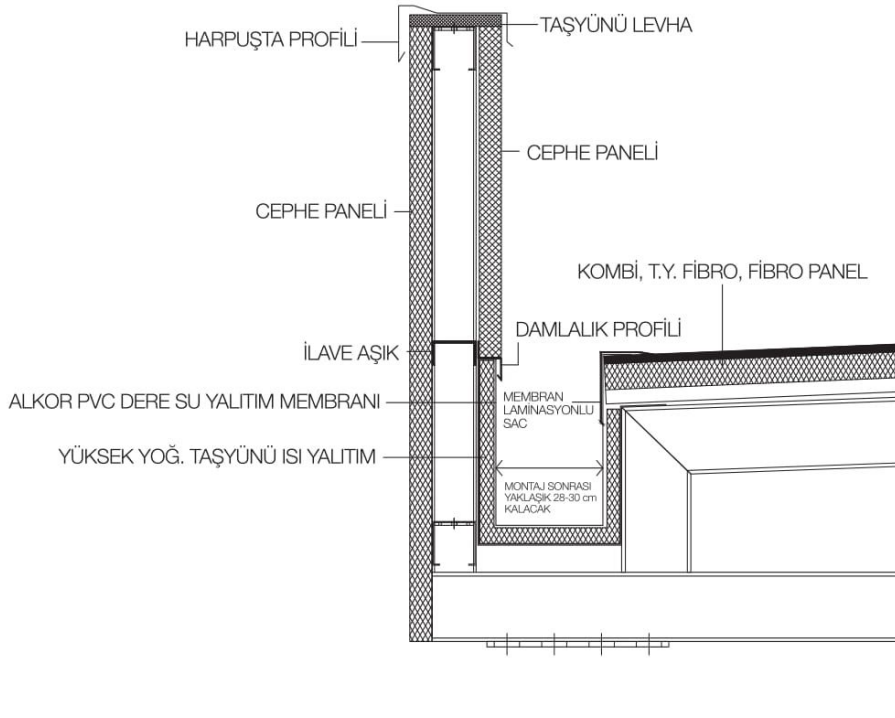 HARPUŞTA PROFİLİ
TAŞYÜNÜ LEVHA
CEPHE PANELİ
CEPHE PANELİ
KOMBİ, T.Y. FİBRO, FİBRO PANEL
DAMLALIK PROFİLİ
İLAVE AŞIK
ALKOR PVC DERE SU YALITIM MEMBRANI
MEMBRAN
LAMİNASYONLU
SAC
YÜKSEK YOĞ. TAŞYÜNÜ ISI YALITIM
MONTAJ SONRASI
YAKLAŞIK 28-30 cm
KALACAK